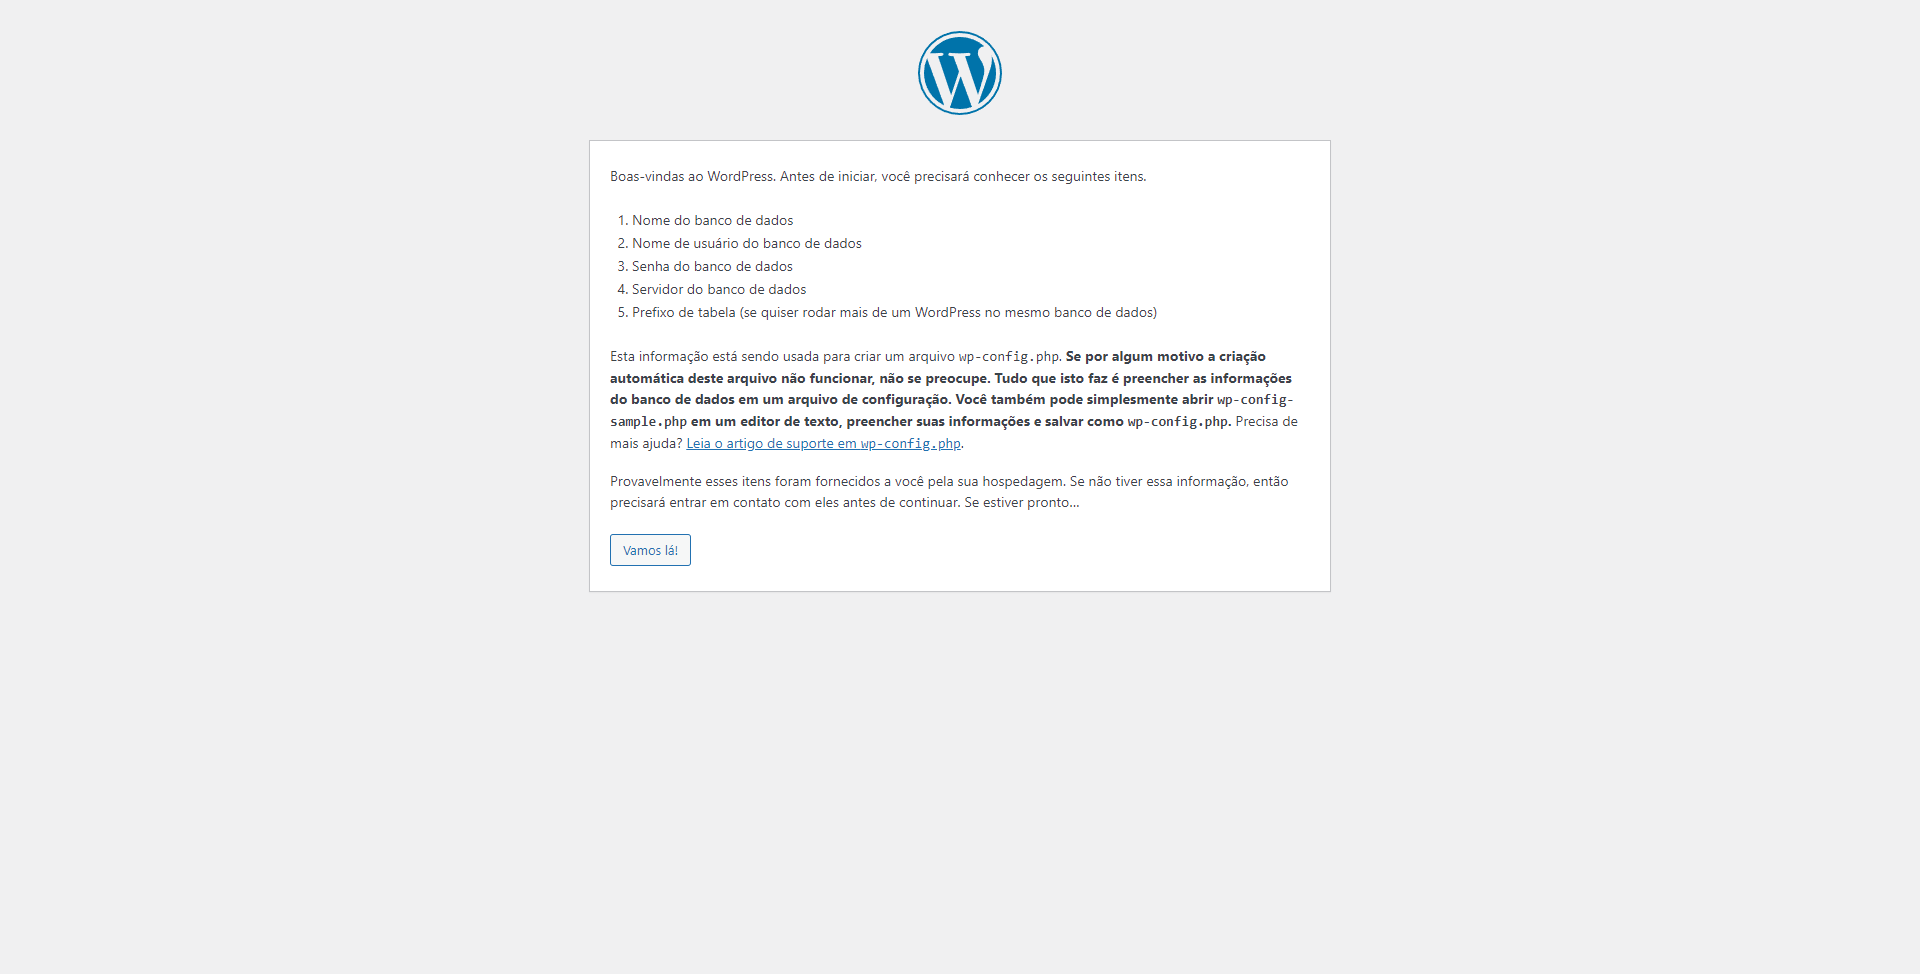 Boas-vindas ao WordPress. Antes de iniciar, você precisará conhecer os seguintes itens.
1. Nome do banco de dados
2. Nome de usuário do banco de dados
3. Senha do banco de dados
4. Servidor do banco de dados
5. Prefixo de tabela (se quiser rodar mais de um WordPress no mesmo banco de dados)
Esta informação está sendo usada para criar um arquivo wp-config.php. Se por algum motivo a criação
automática deste arquivo não funcionar, não se preocupe. Tudo que isto faz é preencher as informações
do banco de dados em um arquivo de configuração. Você também pode simplesmente abrir wp-config-
sample.php em um editor de texto, preencher suas informações e salvar como wp-config.php. Precisa de
mais ajuda? Leia o artigo de suporte em wp-config.php.
Provavelmente esses itens foram fornecidos a você pela sua hospedagem. Se não tiver essa informação, então
precisará entrar em contato com eles antes de continuar. Se estiver pronto…
Vamos lá!